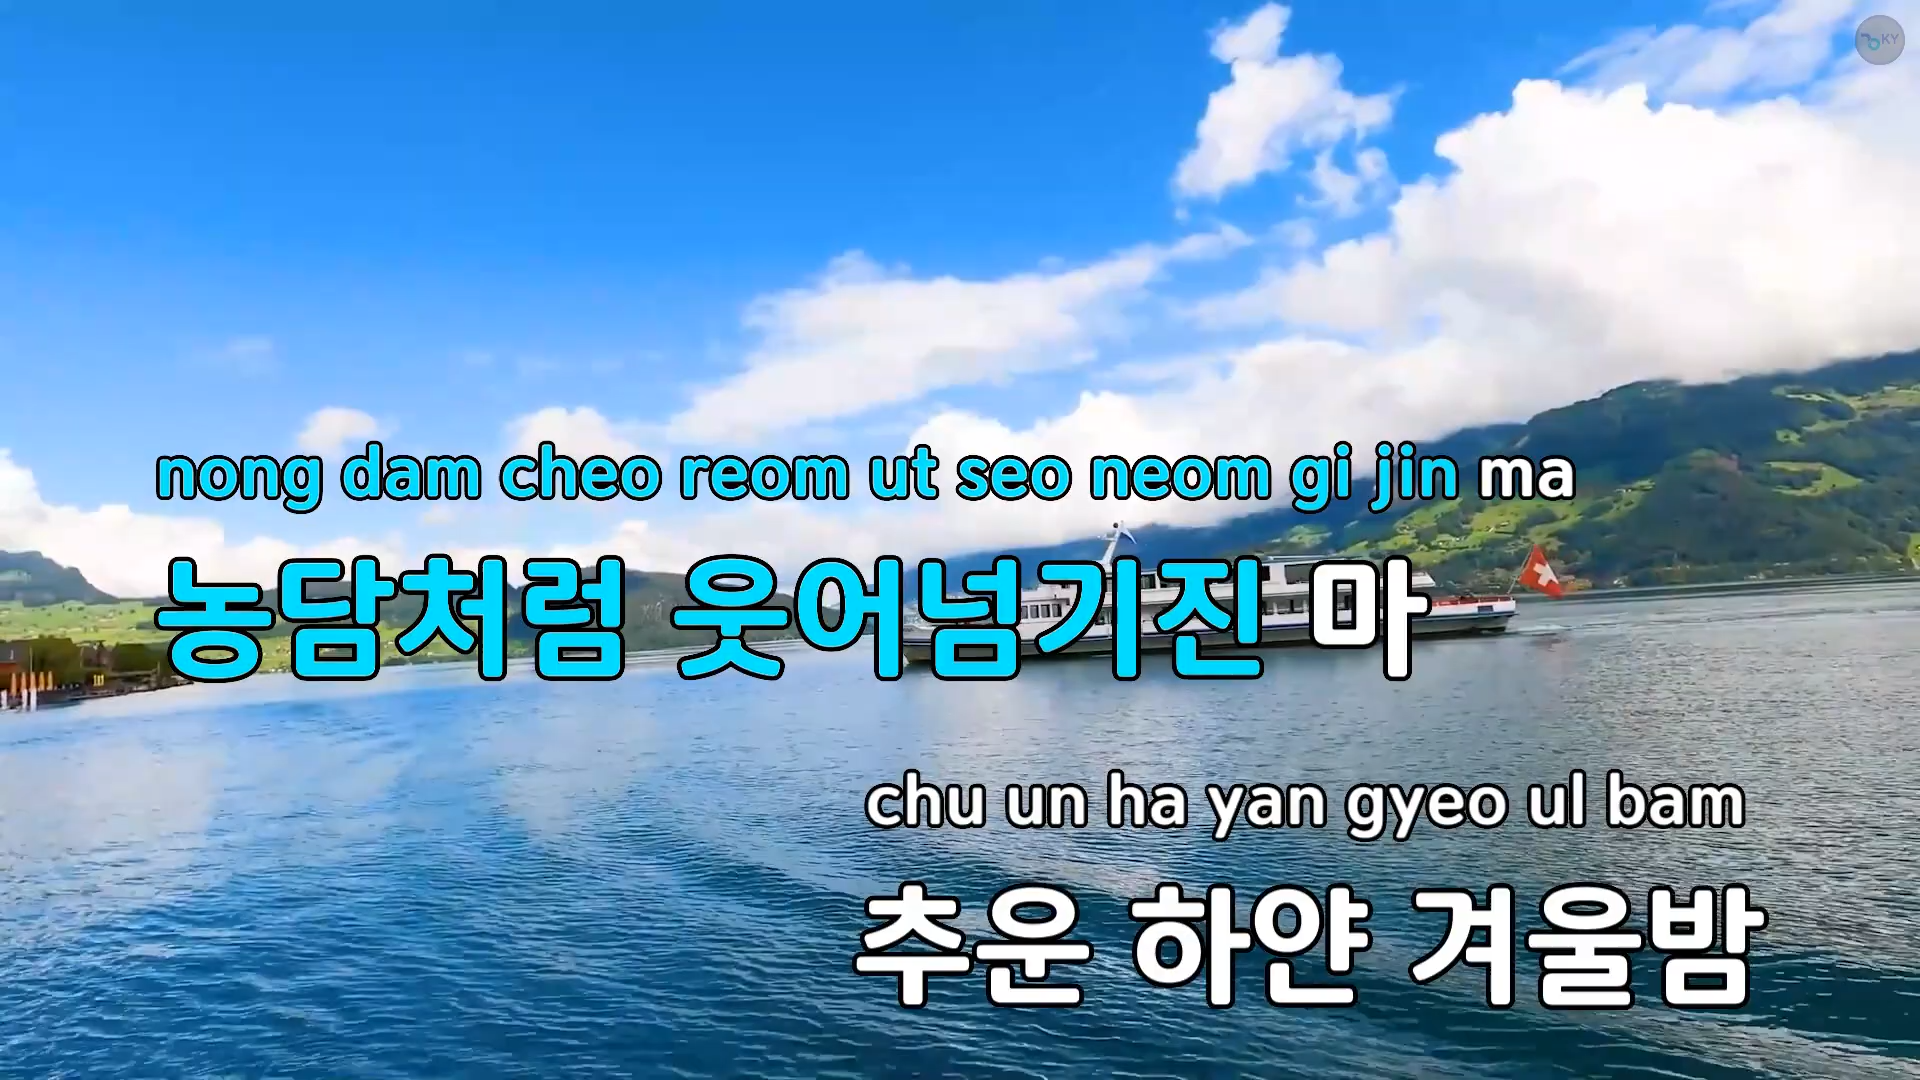 KY
nong dam cheo reom ut seo neom gi jin ma
농담처럼 웃어넘기진 마
chu un ha yan gyeo ul bam
추운 하얀 겨울밤